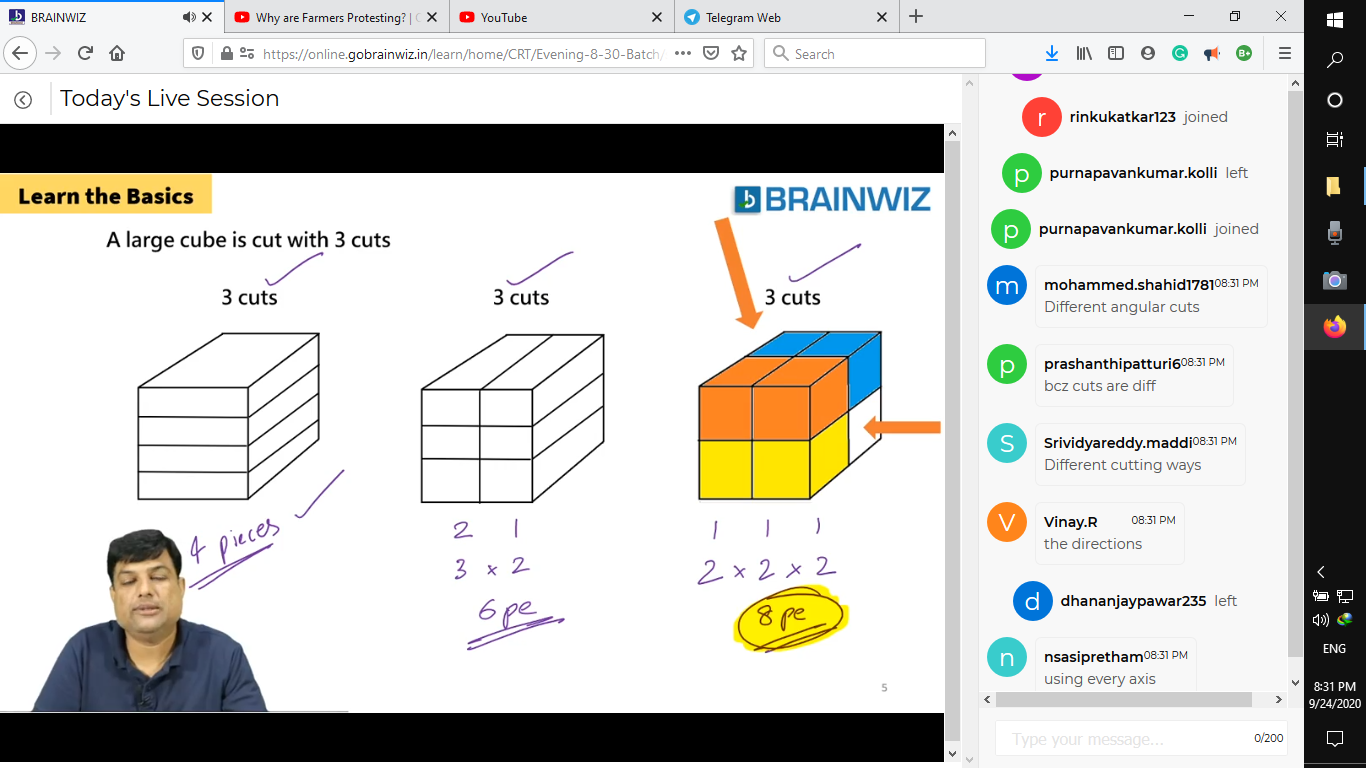 BRAINWIZ
Why are Farmers Protesting? | C
YouTube
Telegram Web
https://online.gobrainwiz.in/learn/home/CRT/Evening-8-30-Batch/
Search
Today's Live Session
Learn the Basics
BRAINWIZ
A large cube is cut with 3 cuts
3 cuts
3 cuts
3 cuts
4 pieces
2 1
3 × 2
6 pe
1 1 1
2 × 2 × 2
8 pe
5
r rinkukatkar123 joined
p purnapavankumar.kolli left
p purnapavankumar.kolli joined
m mohammed.shahid1781 08:31 PM
Different angular cuts
p prashanthipatturi6 08:31 PM
bcz cuts are diff
S Srividyareddy.maddi 08:31 PM
Different cutting ways
V Vinay.R 08:31 PM
the directions
d dhananjaypawar235 left
n nsasipretham 08:31 PM
using every axis
Type your message...
0/200
B+
ENG
8:31 PM
9/24/2020